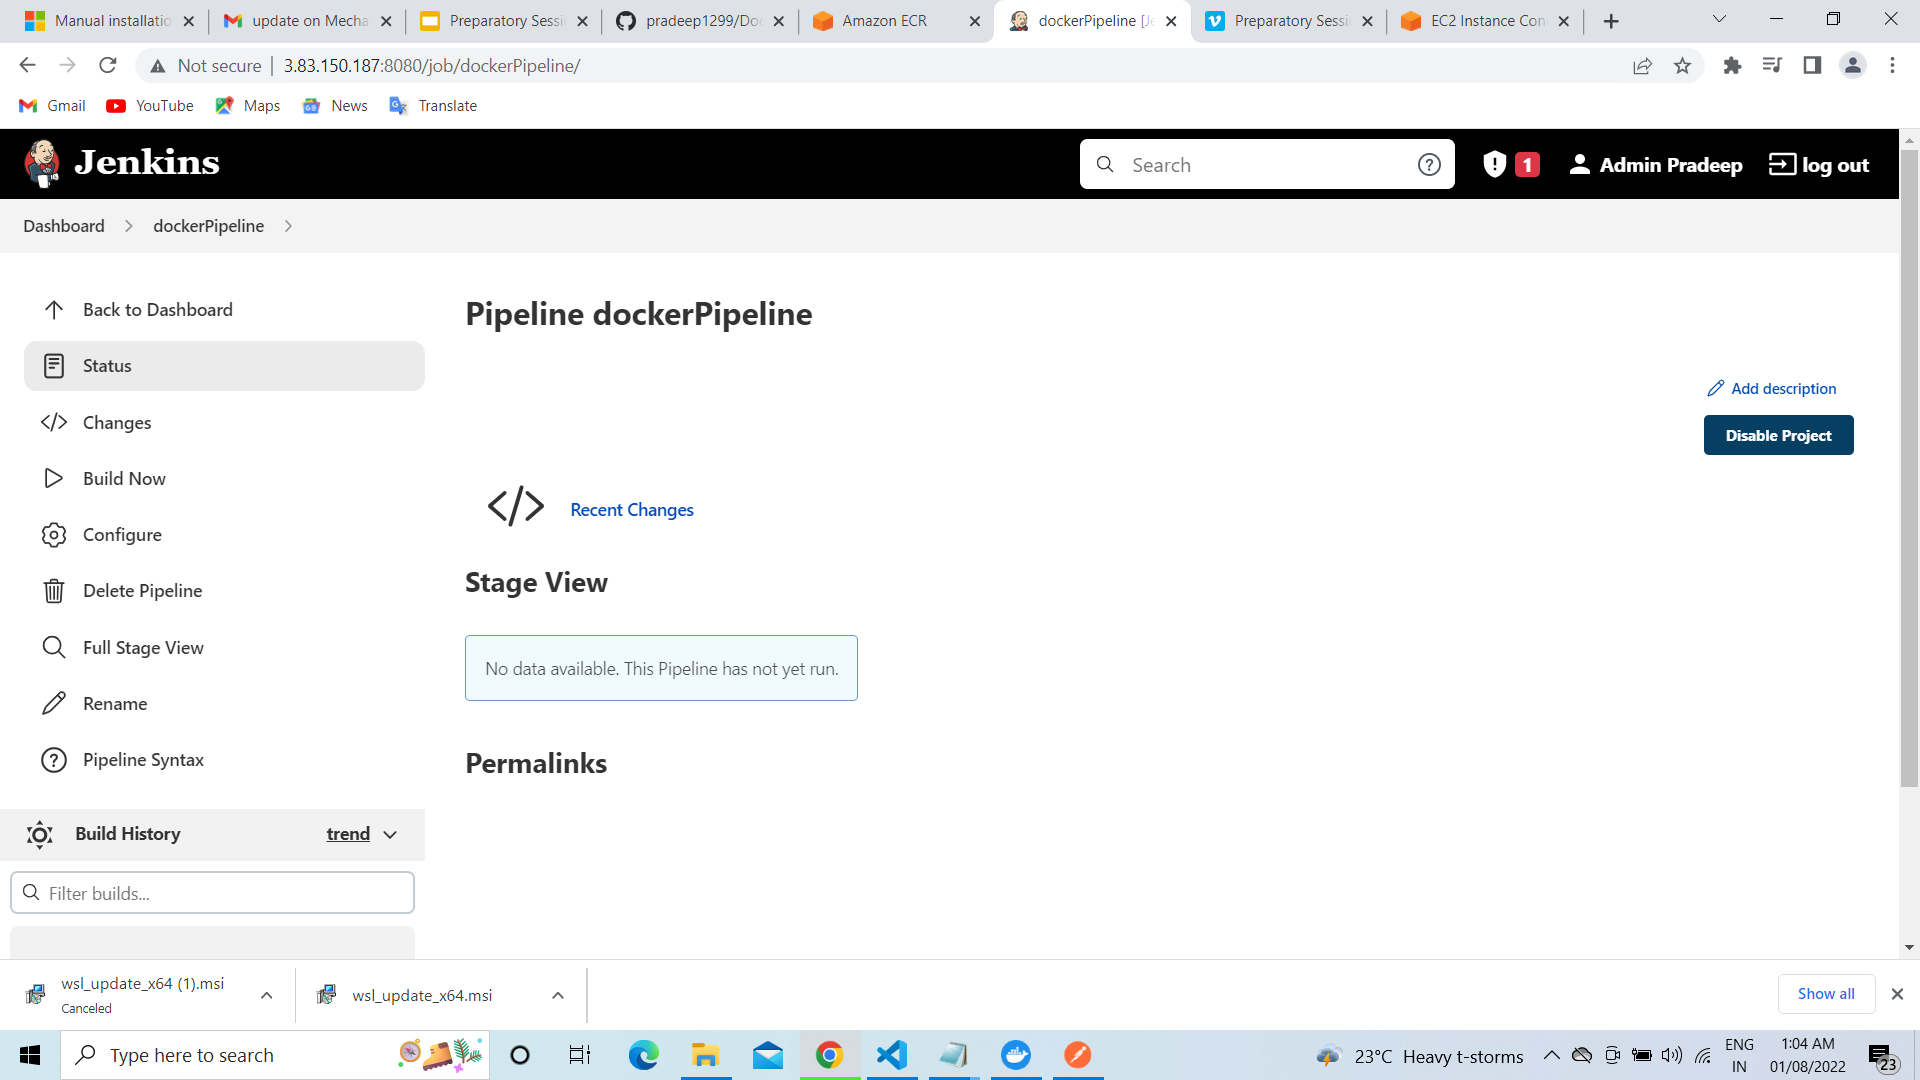 Manual installatio
update on Mecha
Preparatory Sessi
pradeep1299/Do
Amazon ECR
dockerPipeline [Je
Preparatory Sessi
EC2 Instance Con
Not secure
3.83.150.187:8080/job/dockerPipeline/
Gmail
YouTube
Maps
News
Translate
Jenkins
Search
1
Admin Pradeep
log out
Dashboard
dockerPipeline
Back to Dashboard
Status
Changes
Build Now
Configure
Delete Pipeline
Full Stage View
Rename
Pipeline Syntax
Build History
trend
Filter builds...
Pipeline dockerPipeline
Add description
Disable Project
Recent Changes
Stage View
No data available. This Pipeline has not yet run.
Permalinks
wsl_update_x64 (1).msi
Canceled
wsl_update_x64.msi
Show all
Type here to search
23°C Heavy t-storms
ENG
IN
1:04 AM
01/08/2022
23